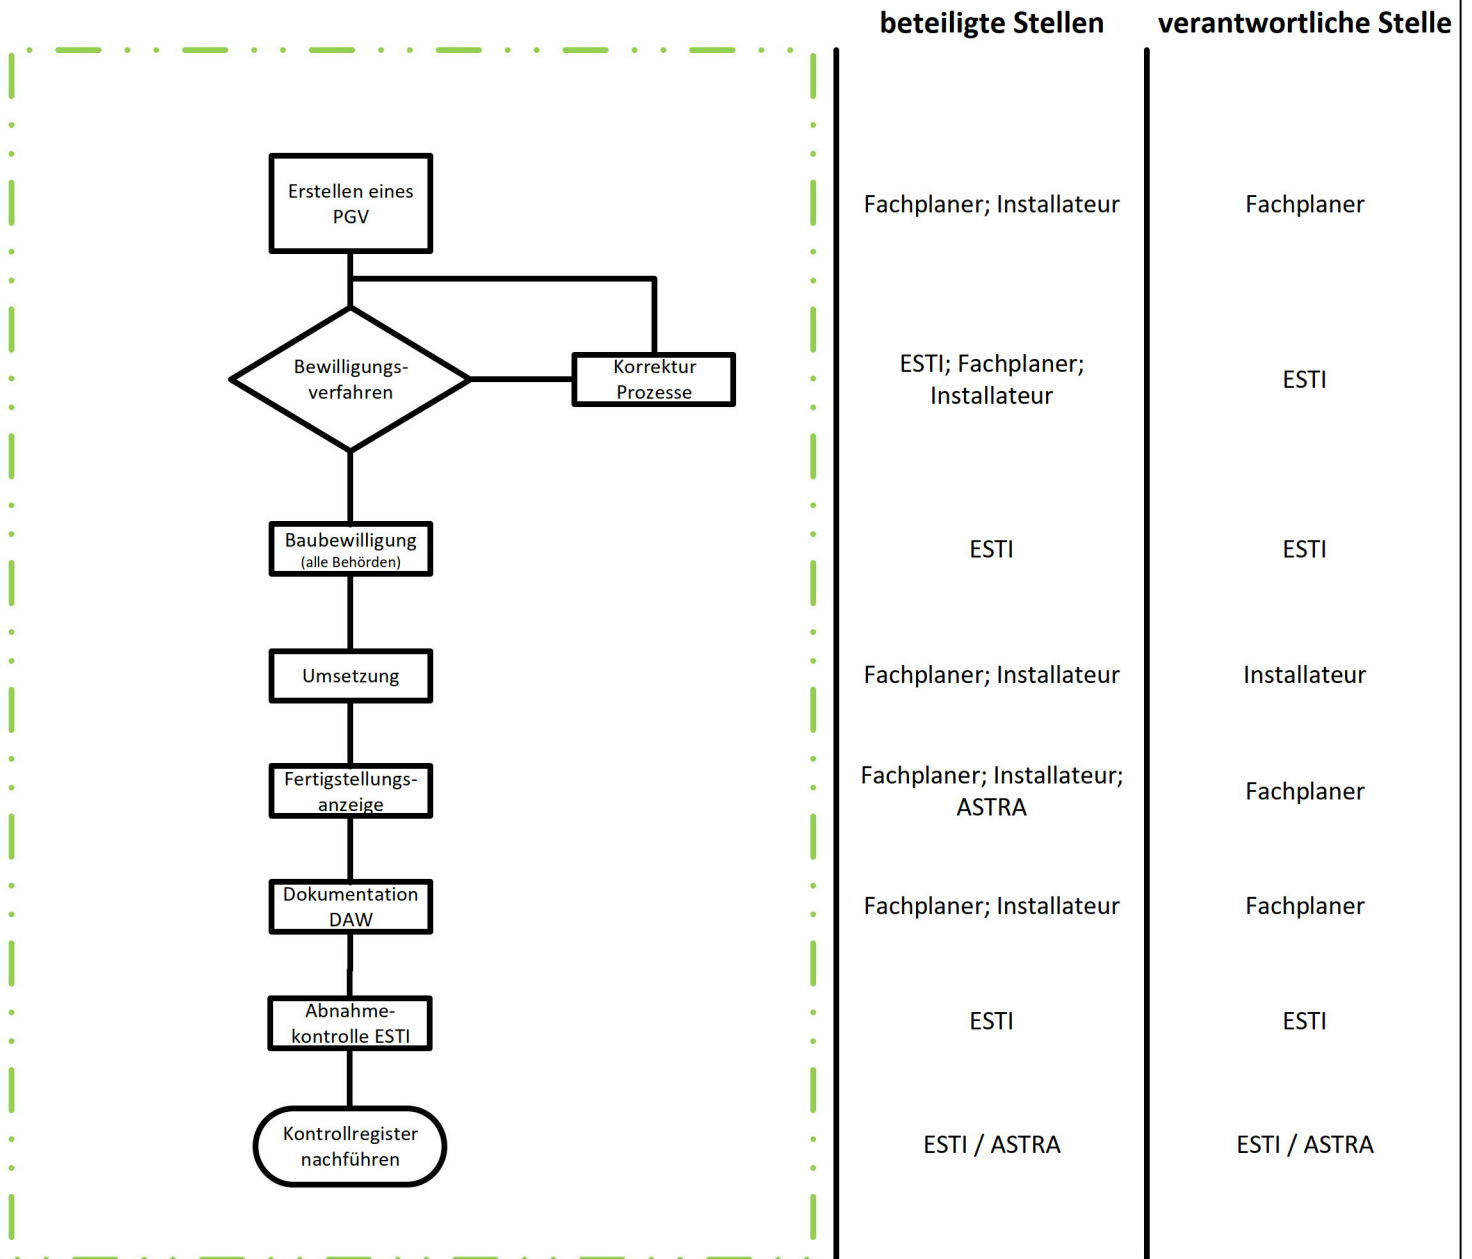 beteiligte Stellen
verantwortliche Stelle
Erstellen eines
PGV
Fachplaner; Installateur
Fachplaner
Bewilligungs-
verfahren
Korrektur
Prozesse
ESTI; Fachplaner;
Installateur
ESTI
Baubewilligung
(alle Behörden)
ESTI
ESTI
Umsetzung
Fachplaner; Installateur
Installateur
Fertigstellungs-
anzeige
Fachplaner; Installateur;
ASTRA
Fachplaner
Dokumentation
DAW
Fachplaner; Installateur
Fachplaner
Abnahme-
kontrolle ESTI
ESTI
ESTI
Kontrollregister
nachführen
ESTI / ASTRA
ESTI / ASTRA